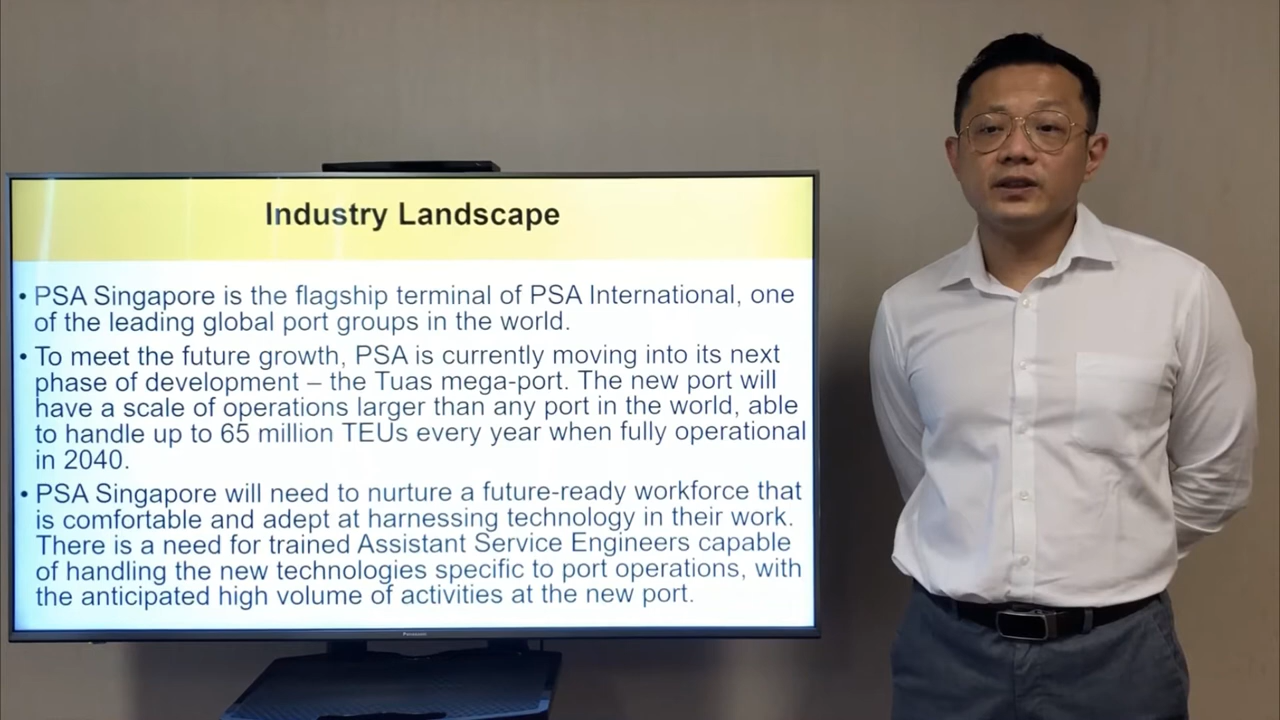 Industry Landscape
• PSA Singapore is the flagship terminal of PSA International, one
of the leading global port groups in the world.
• To meet the future growth, PSA is currently moving into its next
phase of development – the Tuas mega-port. The new port will
have a scale of operations larger than any port in the world, able
to handle up to 65 million TEUs every year when fully operational
in 2040.
• PSA Singapore will need to nurture a future-ready workforce that
is comfortable and adept at harnessing technology in their work.
There is a need for trained Assistant Service Engineers capable
of handling the new technologies specific to port operations, with
the anticipated high volume of activities at the new port.
Panasonic